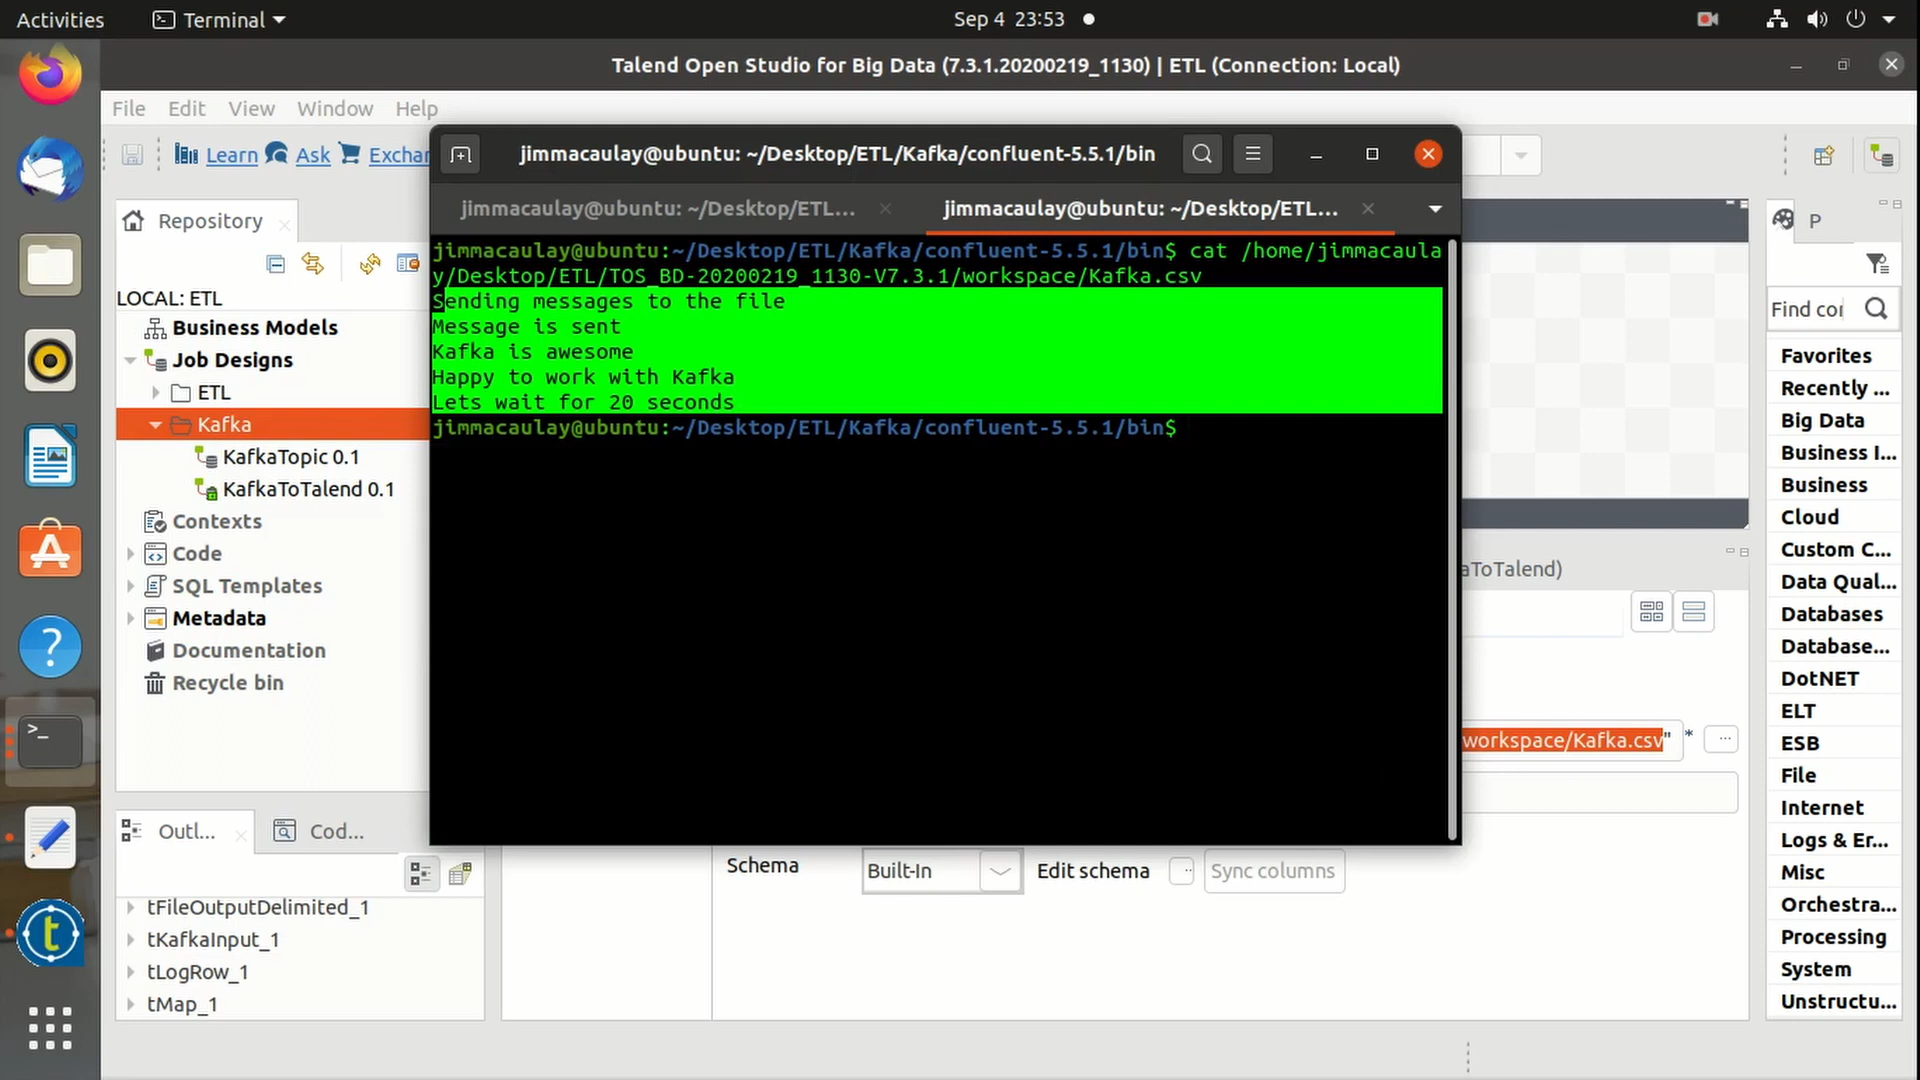 Activities
Terminal
Sep 4 23:53
Talend Open Studio for Big Data (7.3.1.20200219_1130) | ETL (Connection: Local)
File Edit View Window Help
Learn Ask Exchan
jimmacaulay@ubuntu: ~/Desktop/ETL/Kafka/confluent-5.5.1/bin
jimmacaulay@ubuntu: ~/Desktop/ETL...
jimmacaulay@ubuntu: ~/Desktop/ETL...
jimmacaulay@ubuntu:~/Desktop/ETL/Kafka/confluent-5.5.1/bin$ cat /home/jimmacaula
y/Desktop/ETL/TOS_BD-20200219_1130-V7.3.1/workspace/Kafka.csv
Sending messages to the file
Message is sent
Kafka is awesome
Happy to work with Kafka
Lets wait for 20 seconds
jimmacaulay@ubuntu:~/Desktop/ETL/Kafka/confluent-5.5.1/bin$
Repository
LOCAL: ETL
Business Models
Job Designs
ETL
Kafka
KafkaTopic 0.1
KafkaToTalend 0.1
Contexts
Code
SQL Templates
Metadata
Documentation
Recycle bin
Outl...
Cod...
tFileOutputDelimited_1
tKafkaInput_1
tLogRow_1
tMap_1
aToTalend)
workspace/Kafka.csv" *
...
Schema
Built-In
Edit schema
Sync columns
P
Find cor
Favorites
Recently ...
Big Data
Business I...
Business
Cloud
Custom C...
Data Qual...
Databases
Database...
DotNET
ELT
ESB
File
Internet
Logs & Er...
Misc
Orchestra...
Processing
System
Unstructu...